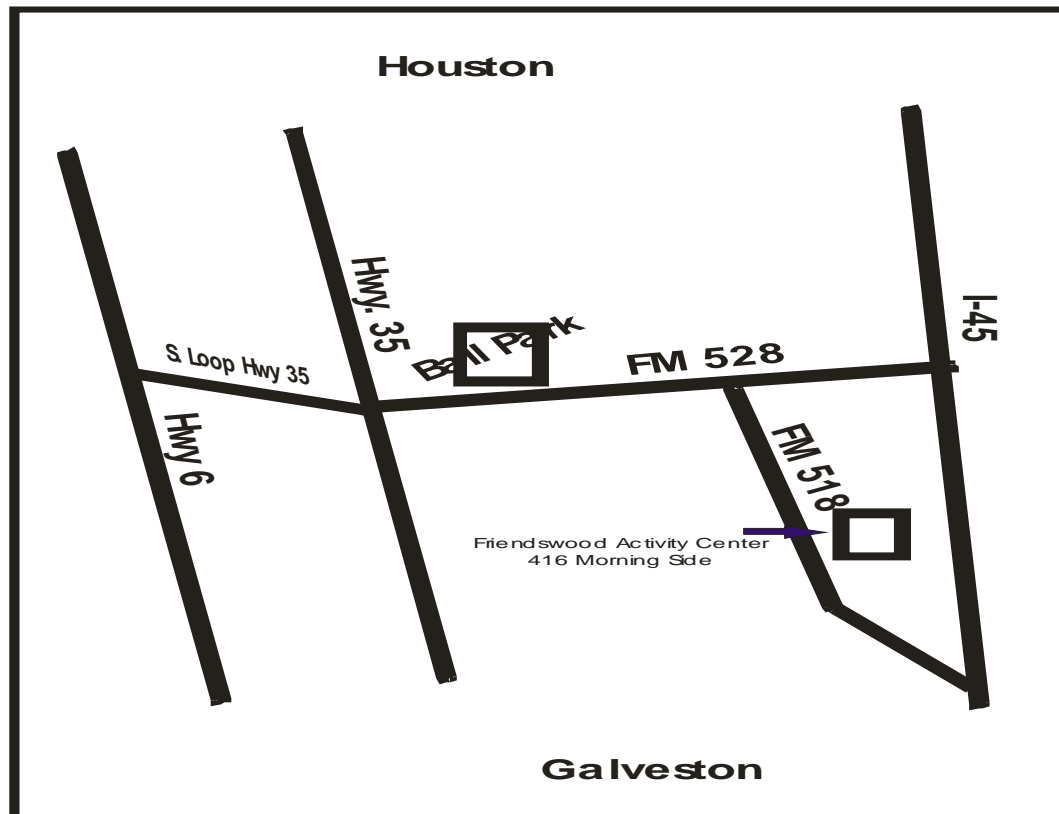 Houston
Hwy. 35
I-45
Ball Park
FM 528
S. Loop Hwy 35
Hwy 6
FM 518
Friendswood Activity Center
416 Morning Side
Galveston